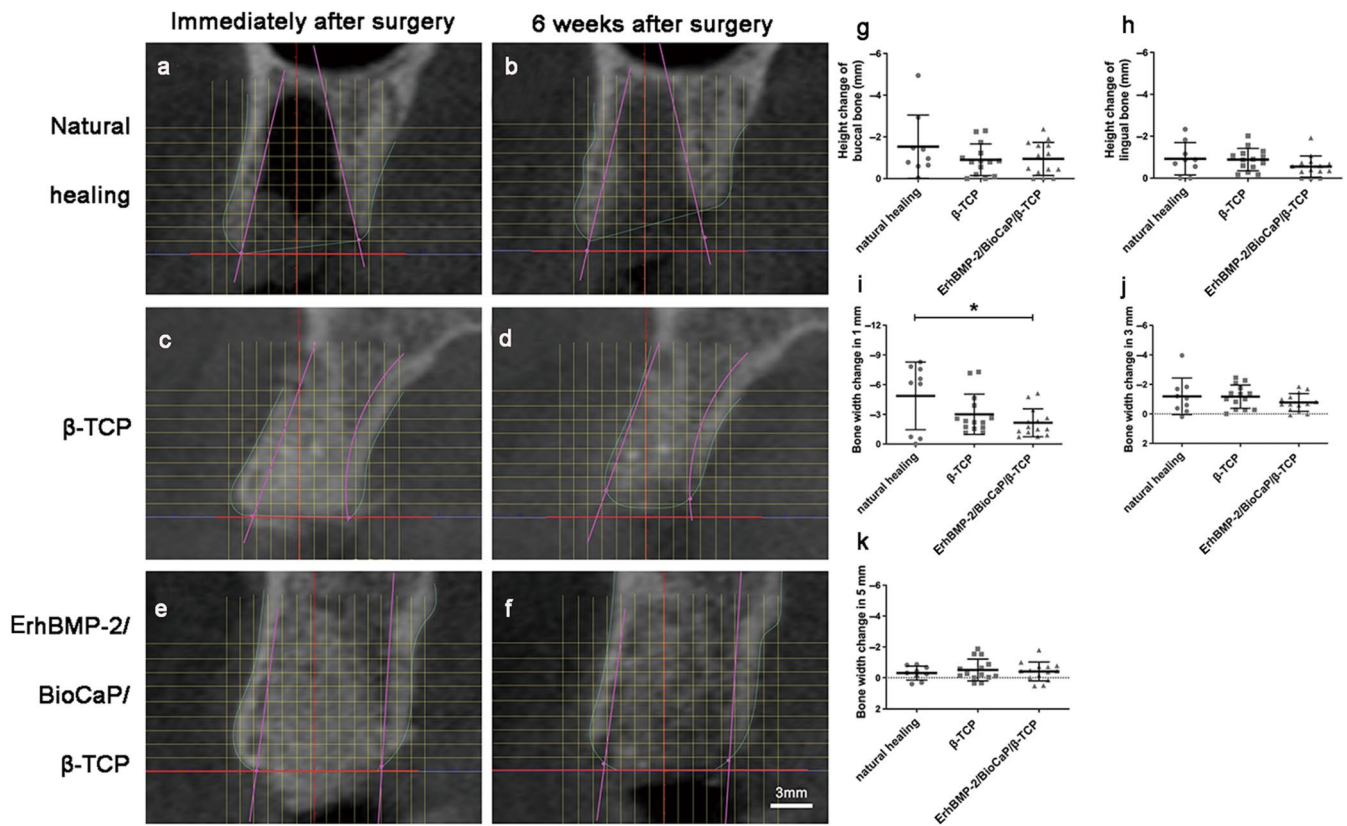 Immediately after surgery
6 weeks after surgery
Natural
healing
a
b
β-TCP
c
d
ErhBMP-2/
BioCaP/
β-TCP
e
f
3mm
g
Height change of
buccal bone (mm)
-6
-4
-2
0
natural healing
β-TCP
ErhBMP-2/BioCaP/β-TCP
h
Height change of
lingual bone (mm)
-6
-4
-2
0
natural healing
β-TCP
ErhBMP-2/BioCaP/β-TCP
i
Bone width change in 1 mm
-12
-9
-6
-3
0
*
natural healing
β-TCP
ErhBMP-2/BioCaP/β-TCP
j
Bone width change in 3 mm
-6
-4
-2
0
2
natural healing
β-TCP
ErhBMP-2/BioCaP/β-TCP
k
Bone width change in 5 mm
-6
-4
-2
0
2
natural healing
β-TCP
ErhBMP-2/BioCaP/β-TCP